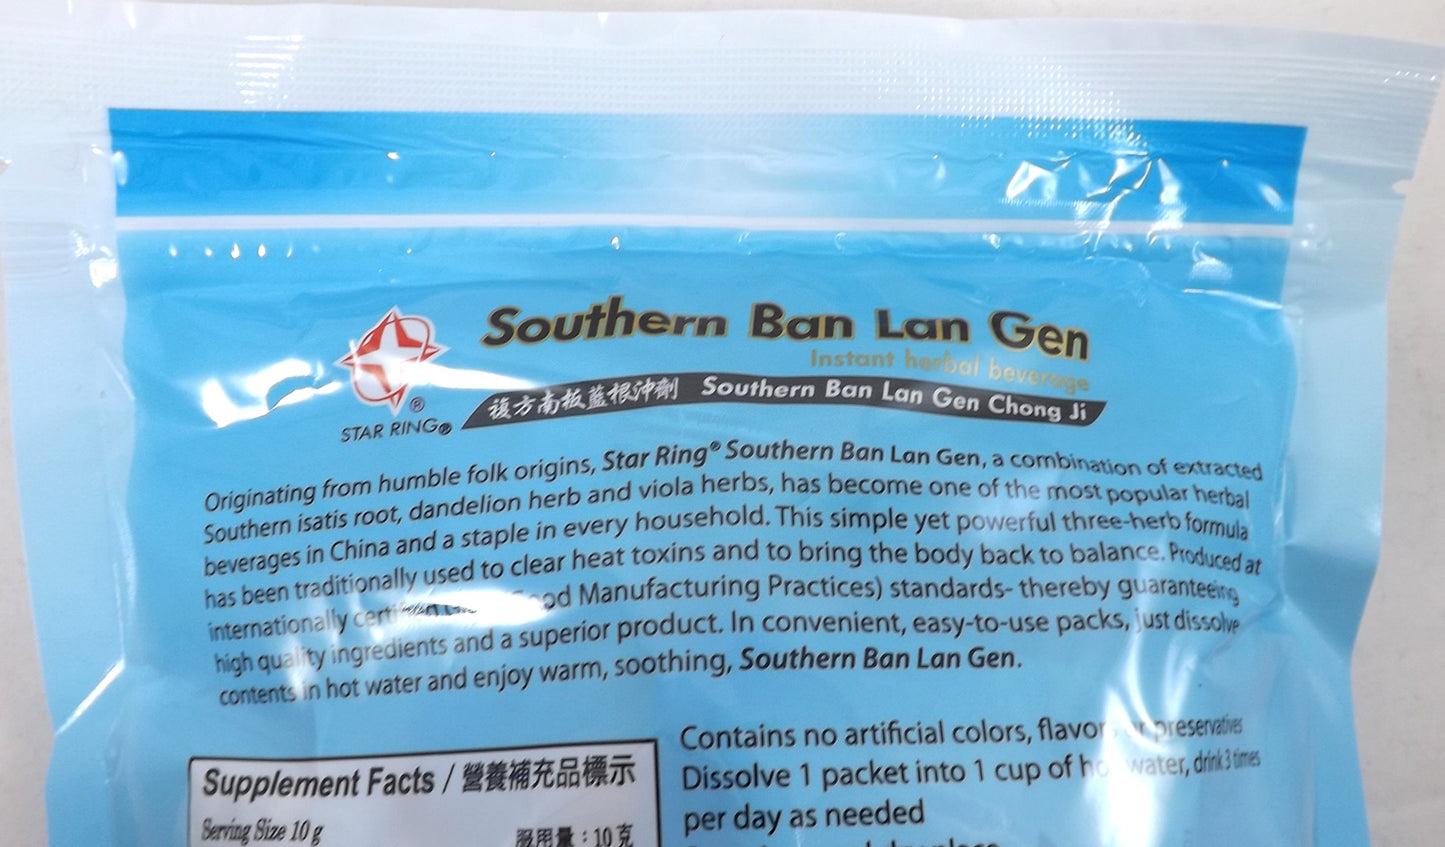 Southern Ban Lan Gen
Instant herbal beverage
複方南板藍根沖劑 Southern Ban Lan Gen Chong Ji
®
STAR RING®
Originating from humble folk origins, Star Ring® Southern Ban Lan Gen, a combination of extracted
Southern isatis root, dandelion herb and viola herbs, has become one of the most popular herbal
beverages in China and a staple in every household. This simple yet powerful three-herb formula
has been traditionally used to clear heat toxins and to bring the body back to balance. Produced at
internationally Manufacturing Practices) standards- thereby guaranteeing
high quality ingredients and a superior product. In convenient, easy-to-use packs, just dissolve
contents in hot water and enjoy warm, soothing, Southern Ban Lan Gen.
Contains no artificial colors, preservatives
Dissolve 1 packet into 1 cup of water, drink 3 times
per day as needed
Supplement Facts / 營養補充品標示
Serving Size 10 g 服用量：10 克